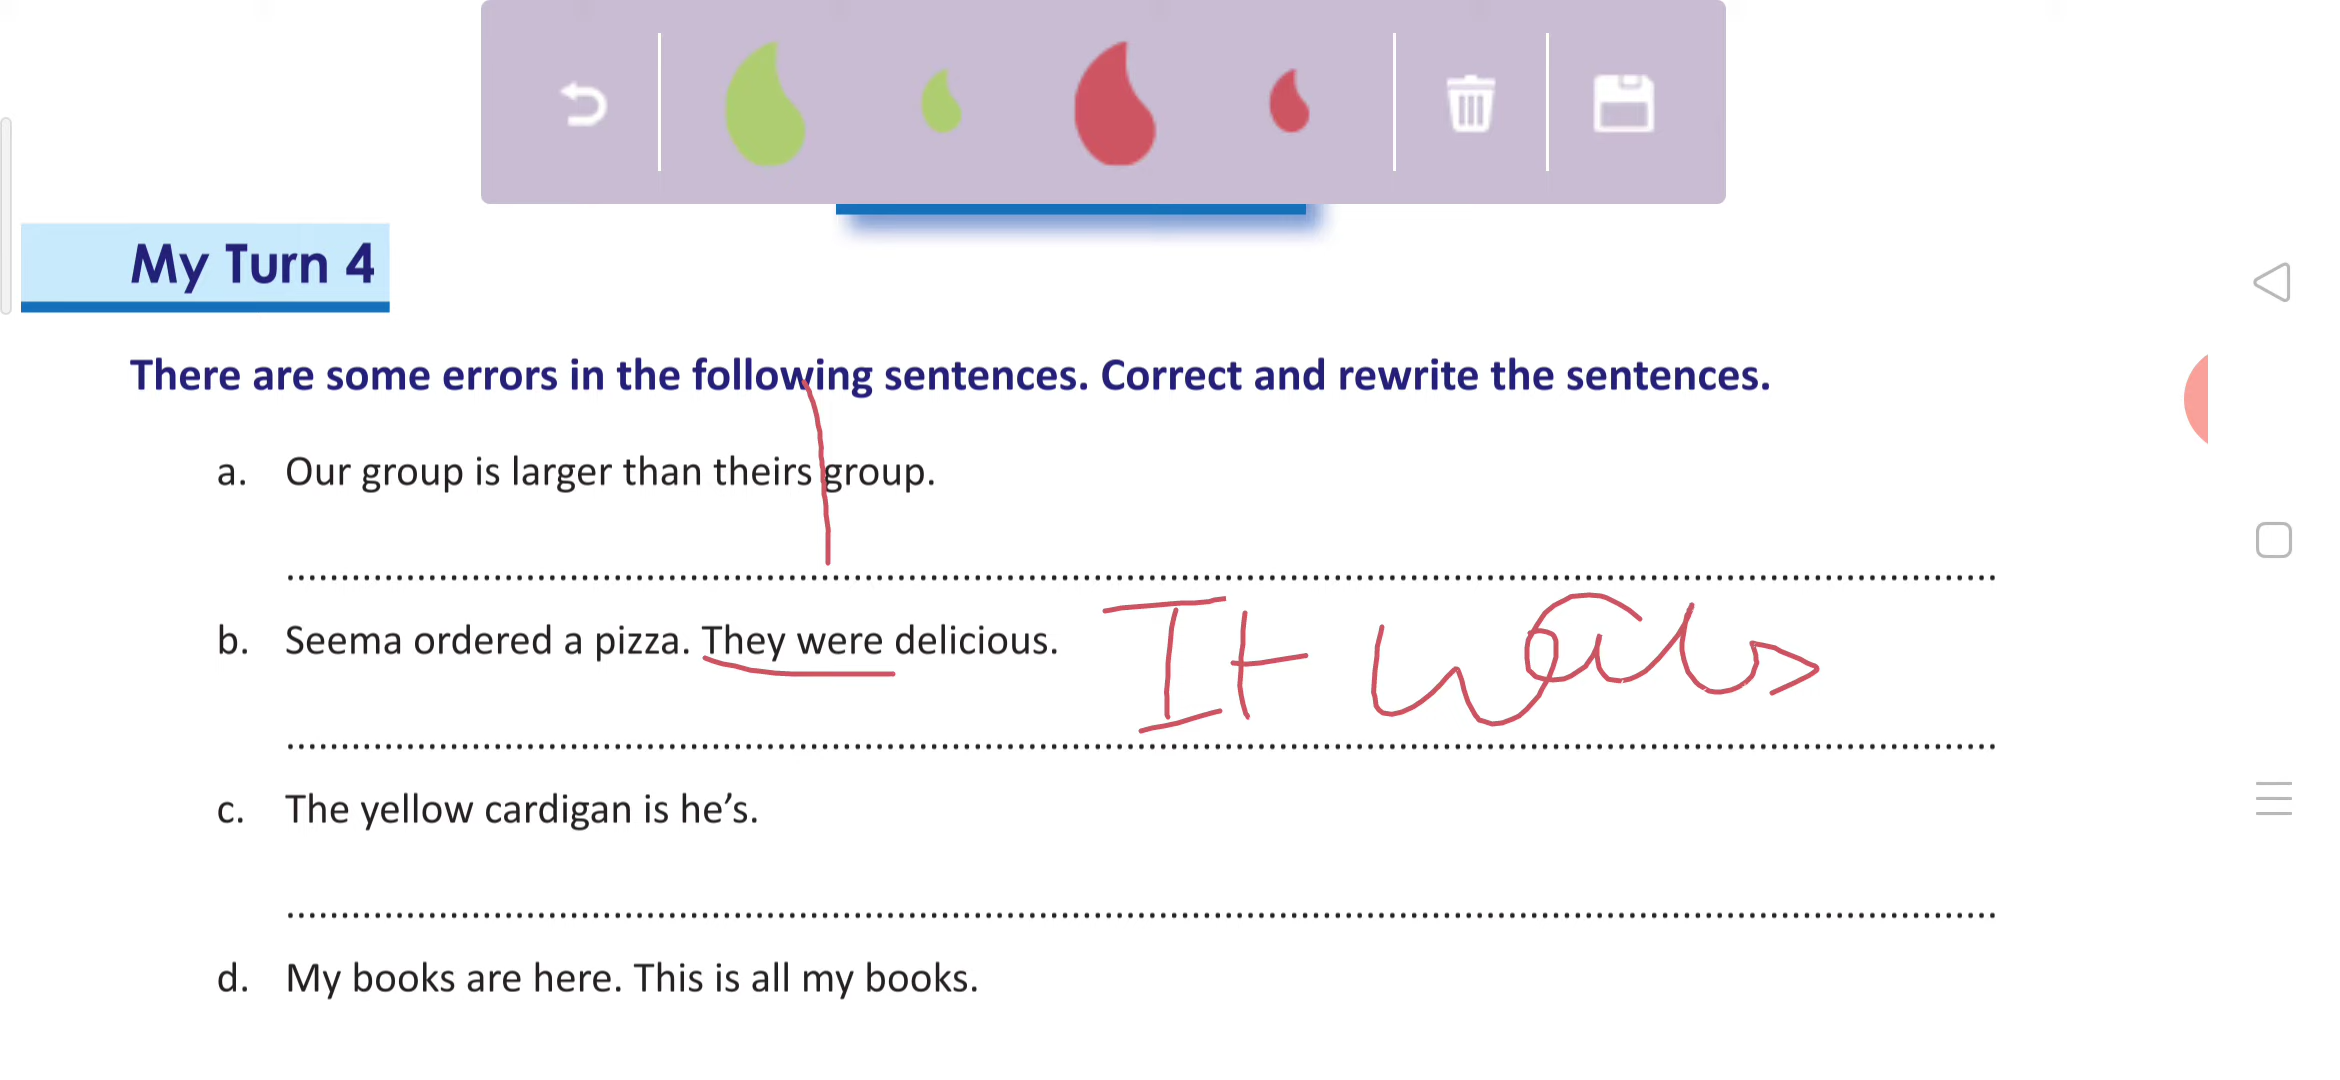 My Turn 4
There are some errors in the following sentences. Correct and rewrite the sentences.
a. Our group is larger than theirs group.
b. Seema ordered a pizza. They were delicious. It was
c. The yellow cardigan is he's.
d. My books are here. This is all my books.